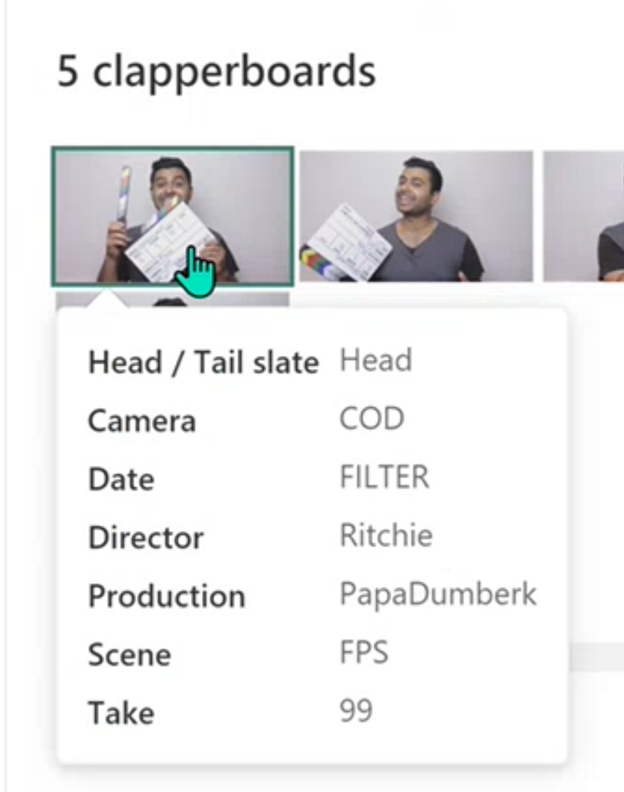 5 clapperboards
Head / Tail slate Head
Camera COD
Date FILTER
Director Ritchie
Production PapaDumberk
Scene FPS
Take 99